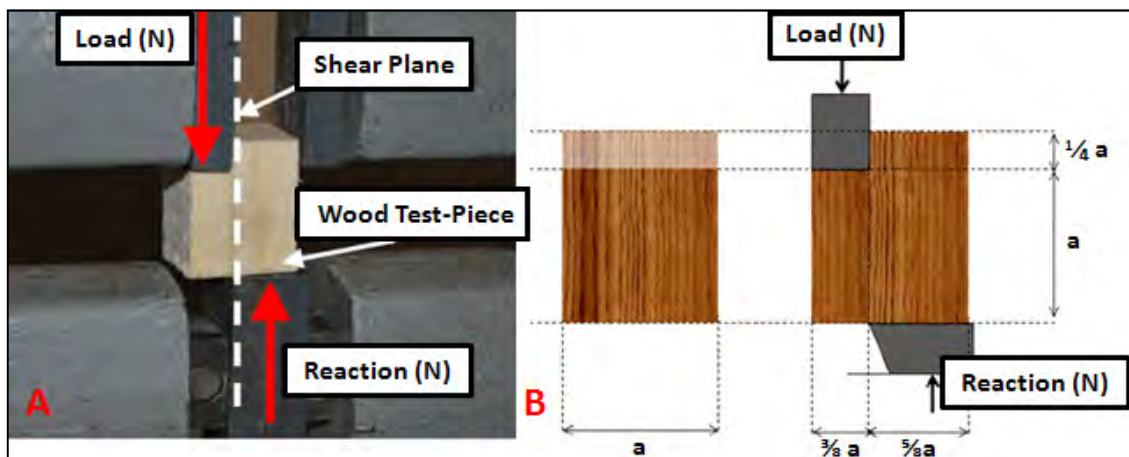 Load (N)
Shear Plane
Wood Test-Piece
Reaction (N)
A
Load (N)
¼ a
a
Reaction (N)
B
a
⅜ a
⅝a